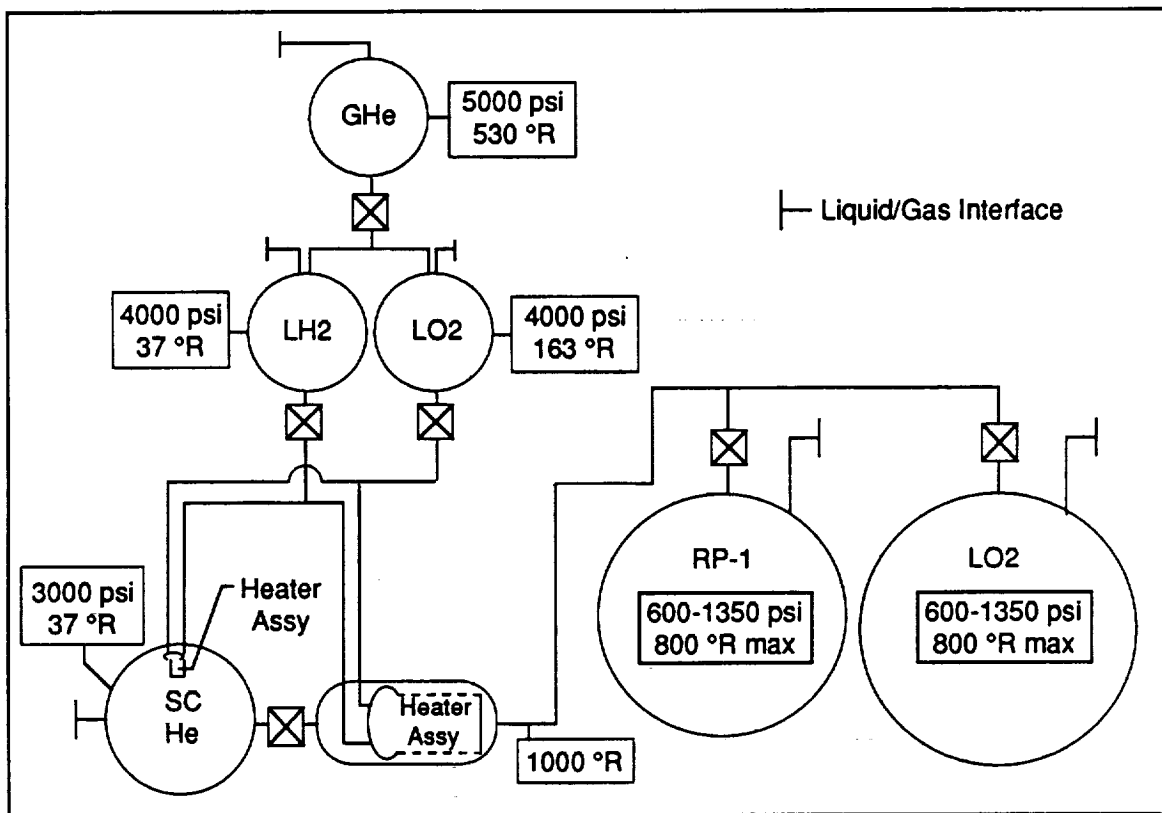 GHe
5000 psi
530 °R
Liquid/Gas Interface
4000 psi
37 °R
LH2
LO2
4000 psi
163 °R
3000 psi
37 °R
Heater
Assy
SC
He
Heater
Assy
1000 °R
RP-1
600-1350 psi
800 °R max
LO2
600-1350 psi
800 °R max